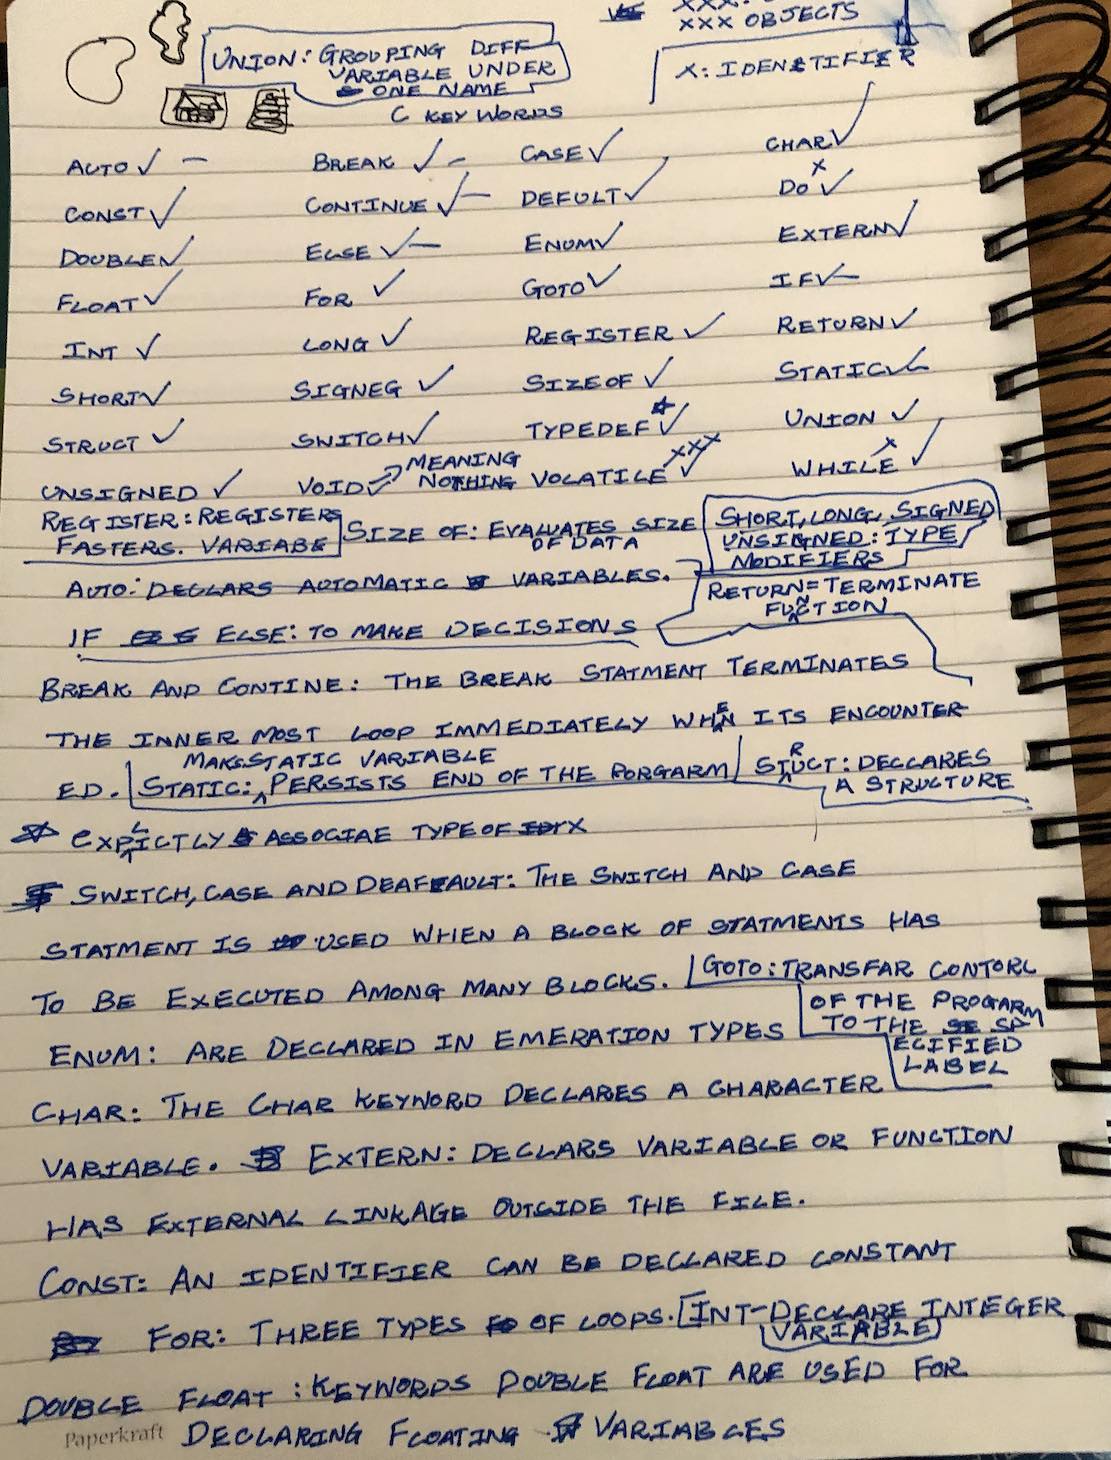 XXX OBJECTS
UNION: GROUPING DIFF
VARIABLE UNDER
ONE NAME
X: IDENTIFIER
C KEY WORDS
AUTO ✓ — BREAK ✓ — CASE ✓ CHAR ✓
CONST ✓ CONTINUE ✓ — DEFULT ✓ DO X ✓
DOUBLE ✓ ELSE ✓ — ENUM ✓ EXTERN ✓
FLOAT ✓ FOR ✓ GOTO ✓ IF ✓ —
INT ✓ LONG ✓ REGISTER ✓ RETURN ✓
SHORT ✓ SIGNEG ✓ SIZEOF ✓ STATIC ✓
STRUCT ✓ SWITCH ✓ TYPEDEF ☆ ✓ UNION ✓
UNSIGNED ✓ VOID ✓ → MEANING NOTHING VOLATILE XXX ✓ WHILE X ✓
REGISTER: REGISTERS
FASTERS. VARIABE
SIZE OF: EVALUATES SIZE
OF DATA
SHORT, LONG, SIGNED
UNSIGNED: TYPE
MODIFIERS
AUTO: DECLARS AUTOMATIC VARIABLES.
RETURN = TERMINATE
FUNCTION
IF ELSE: TO MAKE DECISIONS
BREAK AND CONTINE: THE BREAK STATMENT TERMINATES
THE INNER MOST LOOP IMMEDIATELY WHEN ITS ENCOUNTER
ED.
MAKS STATIC VARIABLE
STATIC: PERSISTS END OF THE PORGARM
STRUCT: DECLARES
A STRUCTURE
☆ EXPLICTLY ASSOCIAE TYPE OF X
SWITCH, CASE AND DEAFEAULT: THE SWITCH AND CASE
STATMENT IS USED WHEN A BLOCK OF STATMENTS HAS
TO BE EXECUTED AMONG MANY BLOCKS.
GOTO: TRANSFAR CONTORL
OF THE PROGARM
TO THE SP
ECIFIED
LABEL
ENUM: ARE DECLARED IN EMERATION TYPES
CHAR: THE CHAR KEYWORD DECLARES A CHARACTER
VARIABLE. EXTERN: DECLARS VARIABLE OR FUNCTION
HAS EXTERNAL LINKAGE OUTSIDE THE FILE.
CONST: AN IDENTIFIER CAN BE DECLARED CONSTANT
FOR: THREE TYPES OF LOOPS. INT-DECLARE INTEGER
VARIABLE
DOUBLE FLOAT: KEYWORDS DOUBLE FLOAT ARE USED FOR
DECLARING FLOATING VARIABLES
Paperkraft